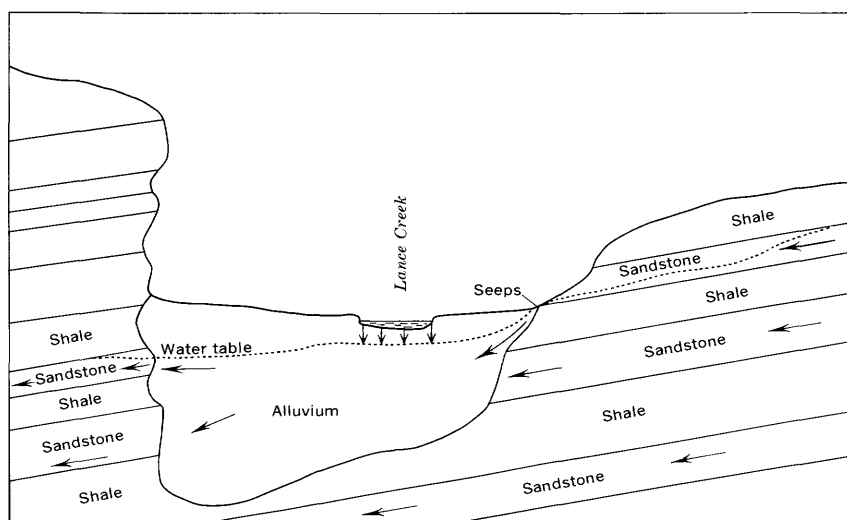 Lance Creek
Shale
Sandstone
Seeps
Shale
Shale
Sandstone
Water table
Sandstone
Shale
Alluvium
Shale
Sandstone
Sandstone
Shale